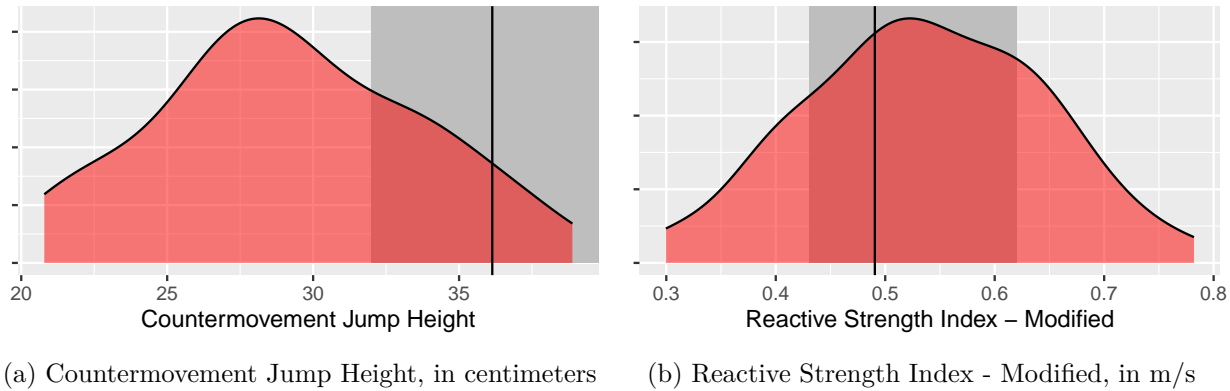 20 25 30 35
Countermovement Jump Height
(a) Countermovement Jump Height, in centimeters
0.3 0.4 0.5 0.6 0.7 0.8
Reactive Strength Index – Modified
(b) Reactive Strength Index - Modified, in m/s